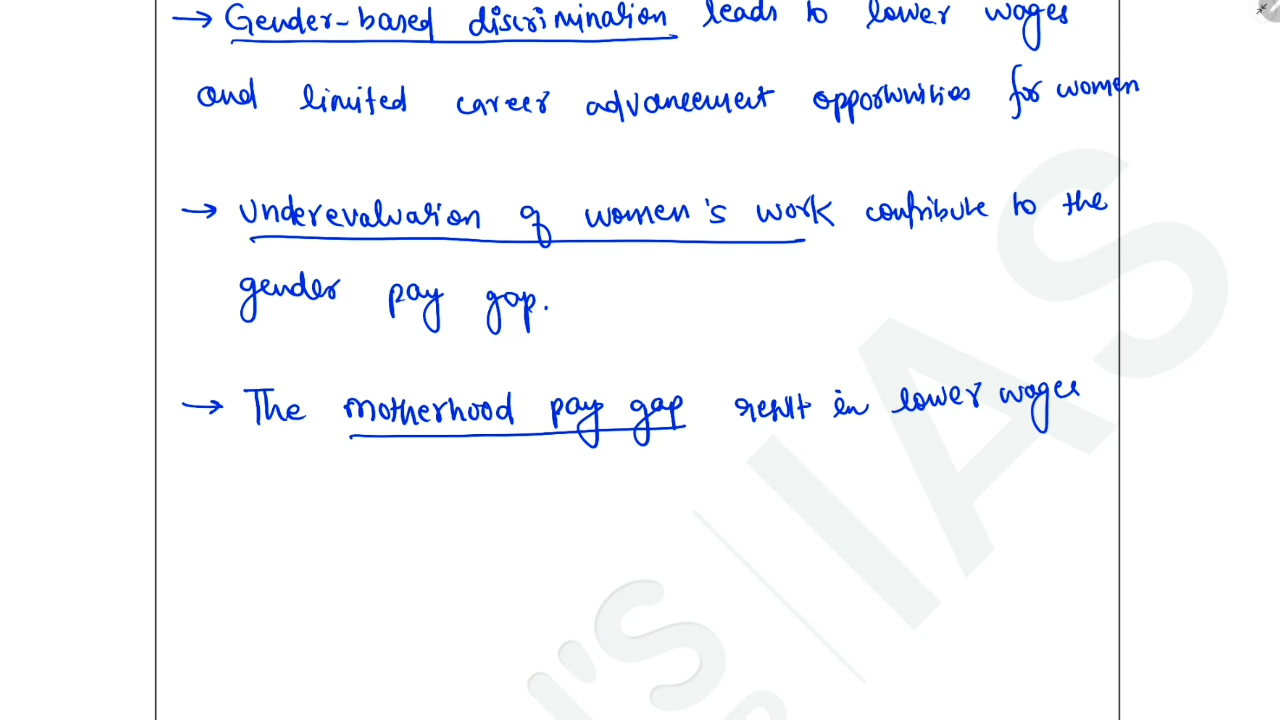 → Gender-based discrimination leads to lower wages
and limited career advancement opportunities for women
→ Underevaluation of women's work contribute to the
gender pay gap.
→ The motherhood pay gap result in lower wages
'S IAS